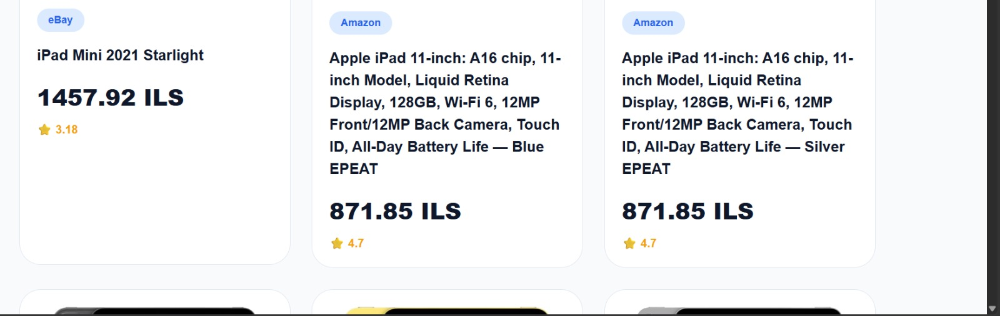 eBay
iPad Mini 2021 Starlight
1457.92 ILS
3.18
Amazon
Apple iPad 11-inch: A16 chip, 11-
inch Model, Liquid Retina
Display, 128GB, Wi-Fi 6, 12MP
Front/12MP Back Camera, Touch
ID, All-Day Battery Life — Blue
EPEAT
871.85 ILS
4.7
Amazon
Apple iPad 11-inch: A16 chip, 11-
inch Model, Liquid Retina
Display, 128GB, Wi-Fi 6, 12MP
Front/12MP Back Camera, Touch
ID, All-Day Battery Life — Silver
EPEAT
871.85 ILS
4.7